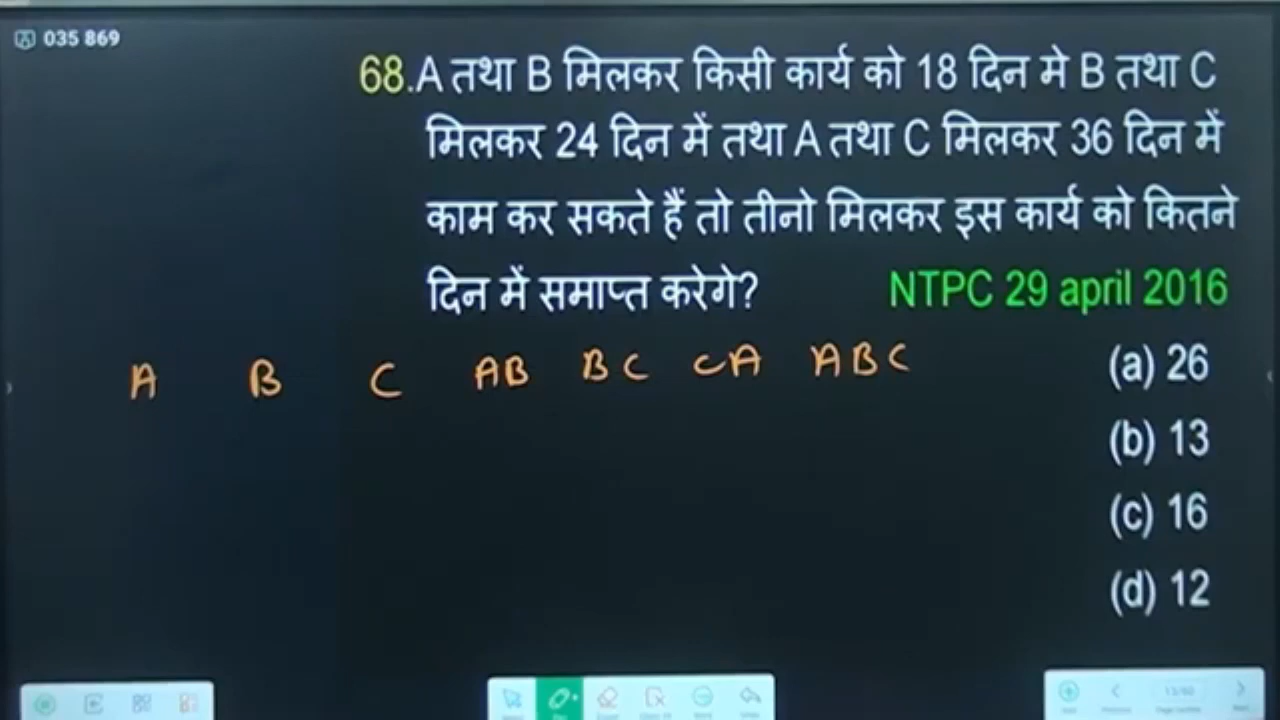 035 869
68.A तथा B मिलकर किसी कार्य को 18 दिन मे B तथा C
मिलकर 24 दिन में तथा A तथा C मिलकर 36 दिन में
काम कर सकते हैं तो तीनो मिलकर इस कार्य को कितने
दिन में समाप्त करेगे?
NTPC 29 april 2016
A B C AB BC CA ABC
(a) 26
(b) 13
(c) 16
(d) 12